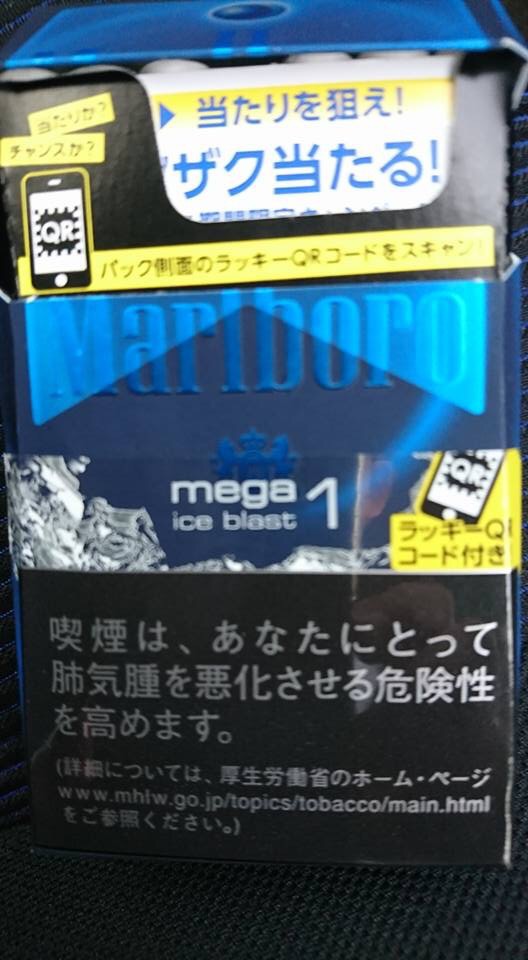 当たりか?
チャンスか?
当たりを狙え!
ザク当たる!
QR
パック側面のラッキーQRコードをスキャン!
Marlboro
mega
ice blast 1
QR
ラッキーQ
コード付き
喫煙は、あなたにとって
肺気腫を悪化させる危険性
を高めます。
(詳細については、厚生労働省のホーム・ページ
www.mhlw.go.jp/topics/tobacco/main.html
をご参照ください。)